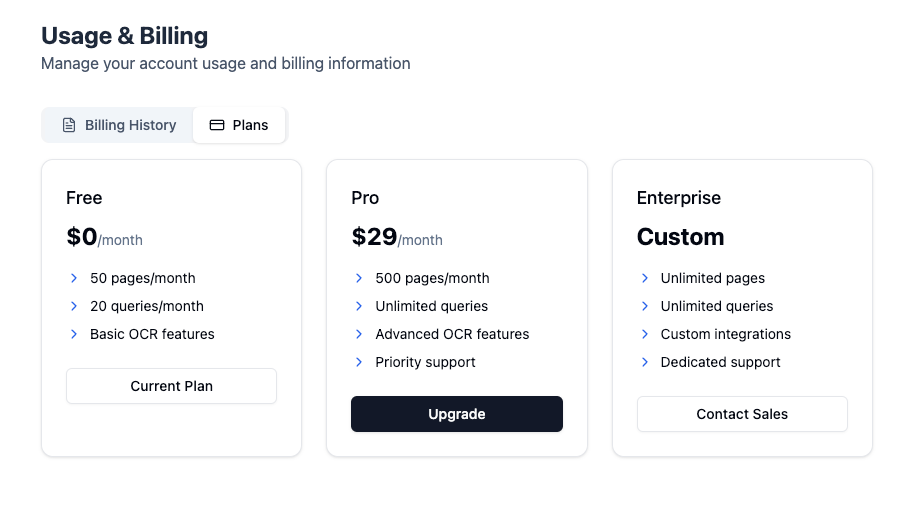 Usage & Billing
Manage your account usage and billing information
Billing History
Plans
Free
$0/month
50 pages/month
20 queries/month
Basic OCR features
Current Plan
Pro
$29/month
500 pages/month
Unlimited queries
Advanced OCR features
Priority support
Upgrade
Enterprise
Custom
Unlimited pages
Unlimited queries
Custom integrations
Dedicated support
Contact Sales